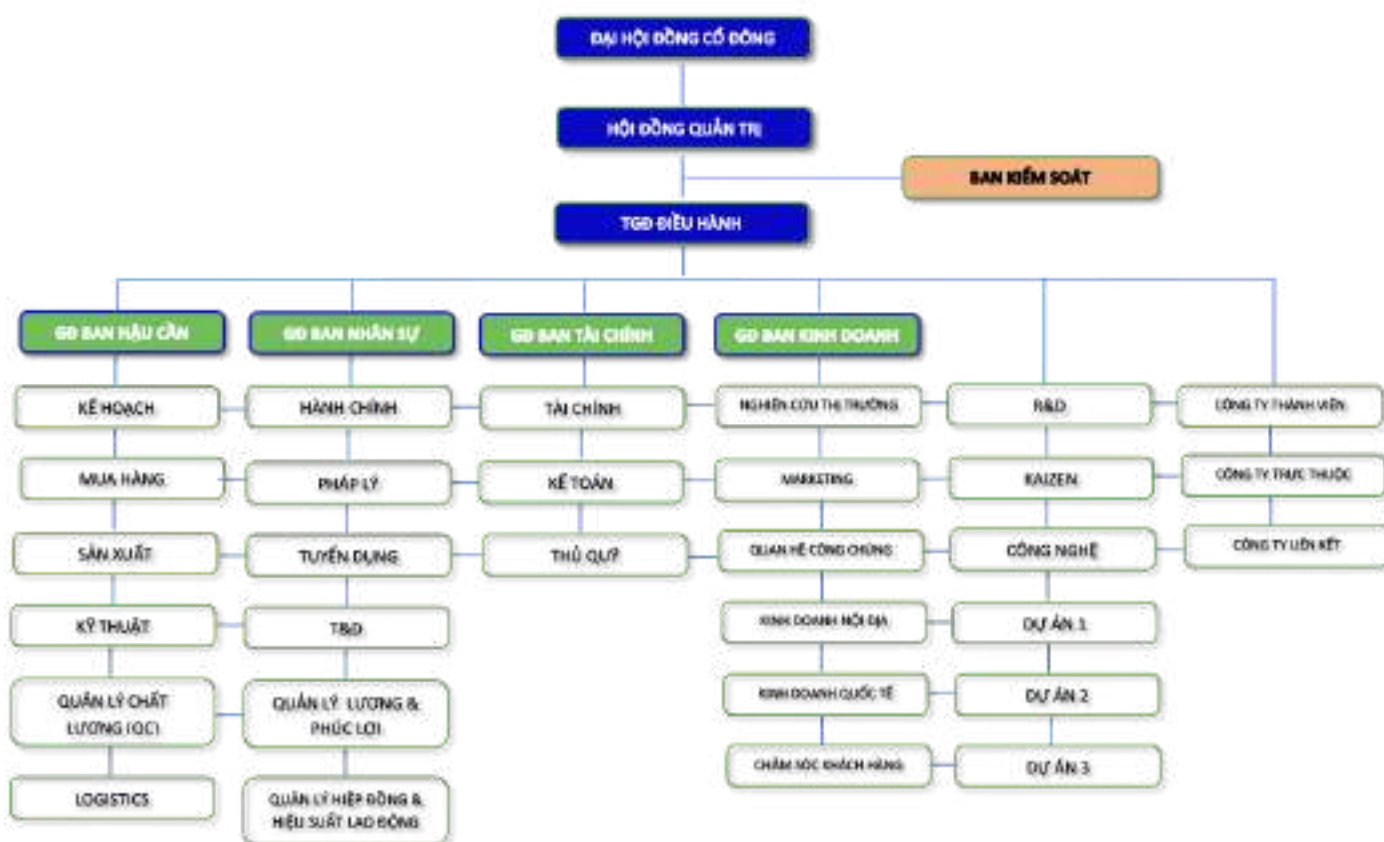 ĐẠI HỘI ĐỒNG CỔ ĐÔNG
HỘI ĐỒNG QUẢN TRỊ
BAN KIỂM SOÁT
TGĐ ĐIỀU HÀNH
GĐ BAN HẬU CẦN
GĐ BAN NHÂN SỰ
GĐ BAN TÀI CHÍNH
GĐ BAN KINH DOANH
KẾ HOẠCH
HÀNH CHÍNH
TÀI CHÍNH
NGHIÊN CỨU THỊ TRƯỜNG
R&D
CÔNG TY THÀNH VIÊN
MUA HÀNG
PHÁP LÝ
KẾ TOÁN
MARKETING
KAIZEN
CÔNG TY TRỰC THUỘC
SẢN XUẤT
TUYỂN DỤNG
THỦ QUỸ
QUAN HỆ CÔNG CHÚNG
CÔNG NGHỆ
CÔNG TY LIÊN KẾT
KỸ THUẬT
T&D
KINH DOANH NỘI ĐỊA
DỰ ÁN 1
QUẢN LÝ CHẤT
LƯỢNG (QC)
QUẢN LÝ LƯƠNG &
PHÚC LỢI
KINH DOANH QUỐC TẾ
DỰ ÁN 2
LOGISTICS
QUẢN LÝ HIỆP ĐỒNG &
HIỆU SUẤT LAO ĐỘNG
CHĂM SÓC KHÁCH HÀNG
DỰ ÁN 3